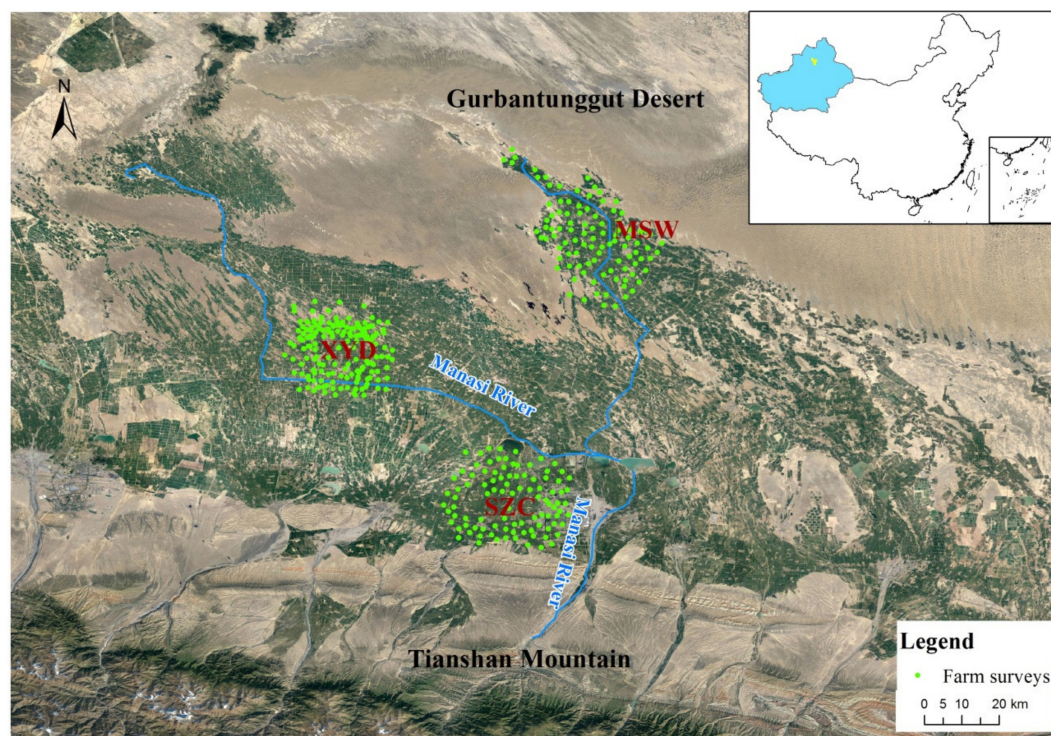 N
Gurbantunggut Desert
MSW
XYD
Manasi River
SZC
Manasi River
Tianshan Mountain
Legend
Farm surveys
0 5 10 20 km